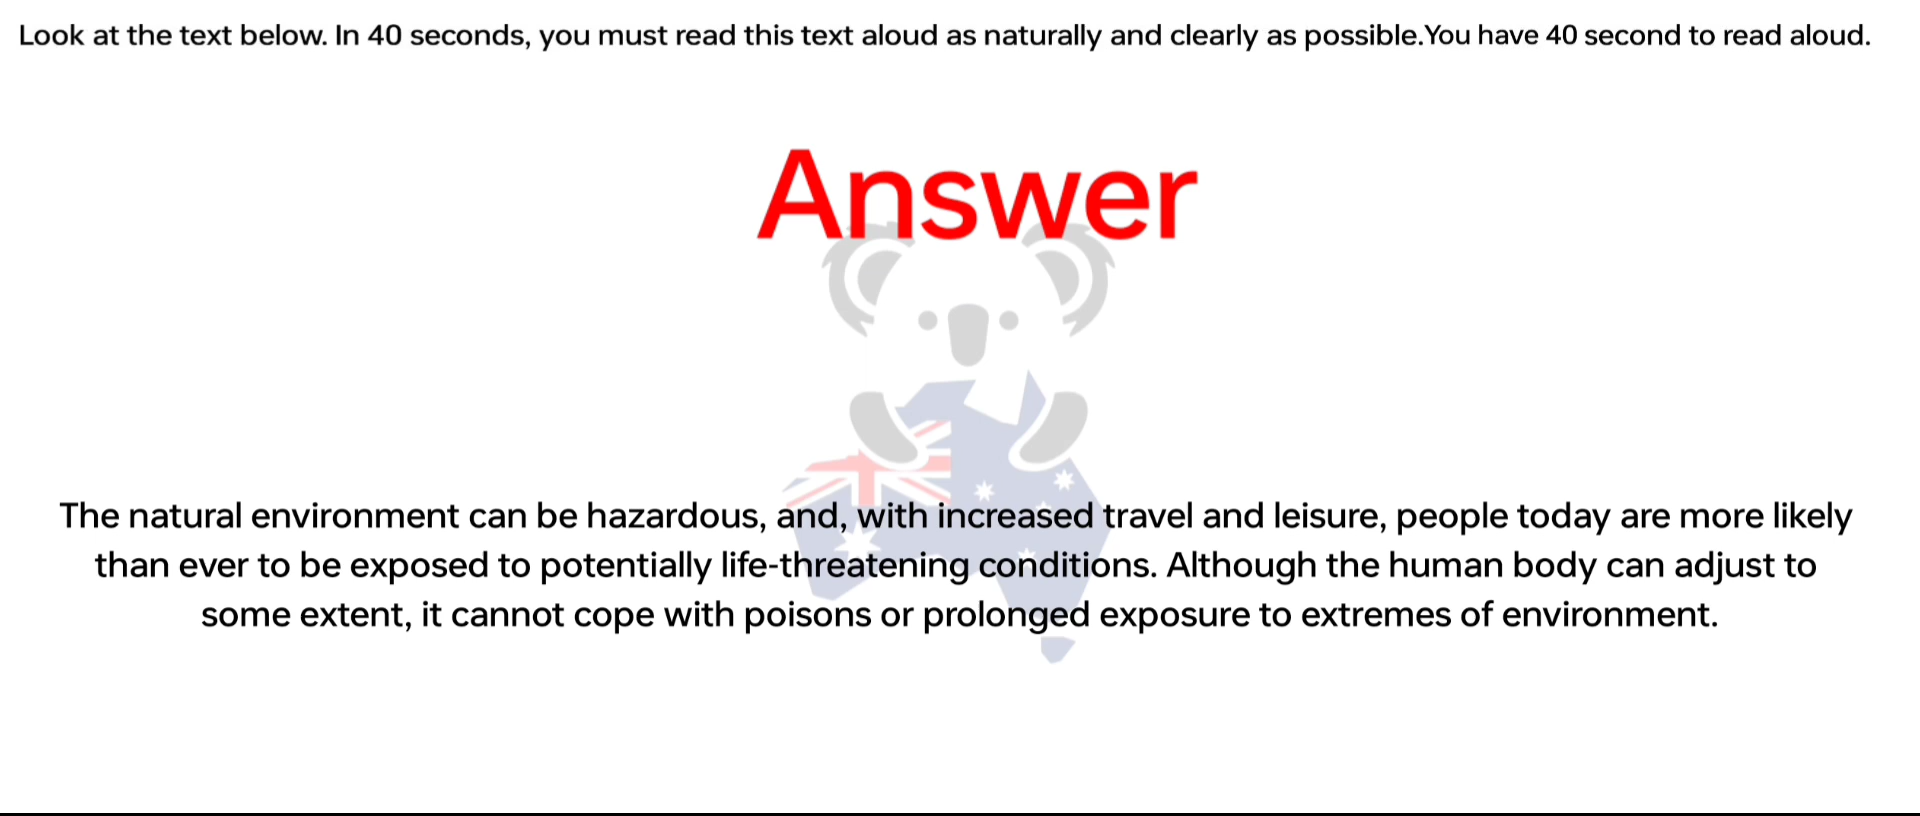 Look at the text below. In 40 seconds, you must read this text aloud as naturally and clearly as possible.You have 40 second to read aloud.
Answer
The natural environment can be hazardous, and, with increased travel and leisure, people today are more likely
than ever to be exposed to potentially life-threatening conditions. Although the human body can adjust to
some extent, it cannot cope with poisons or prolonged exposure to extremes of environment.